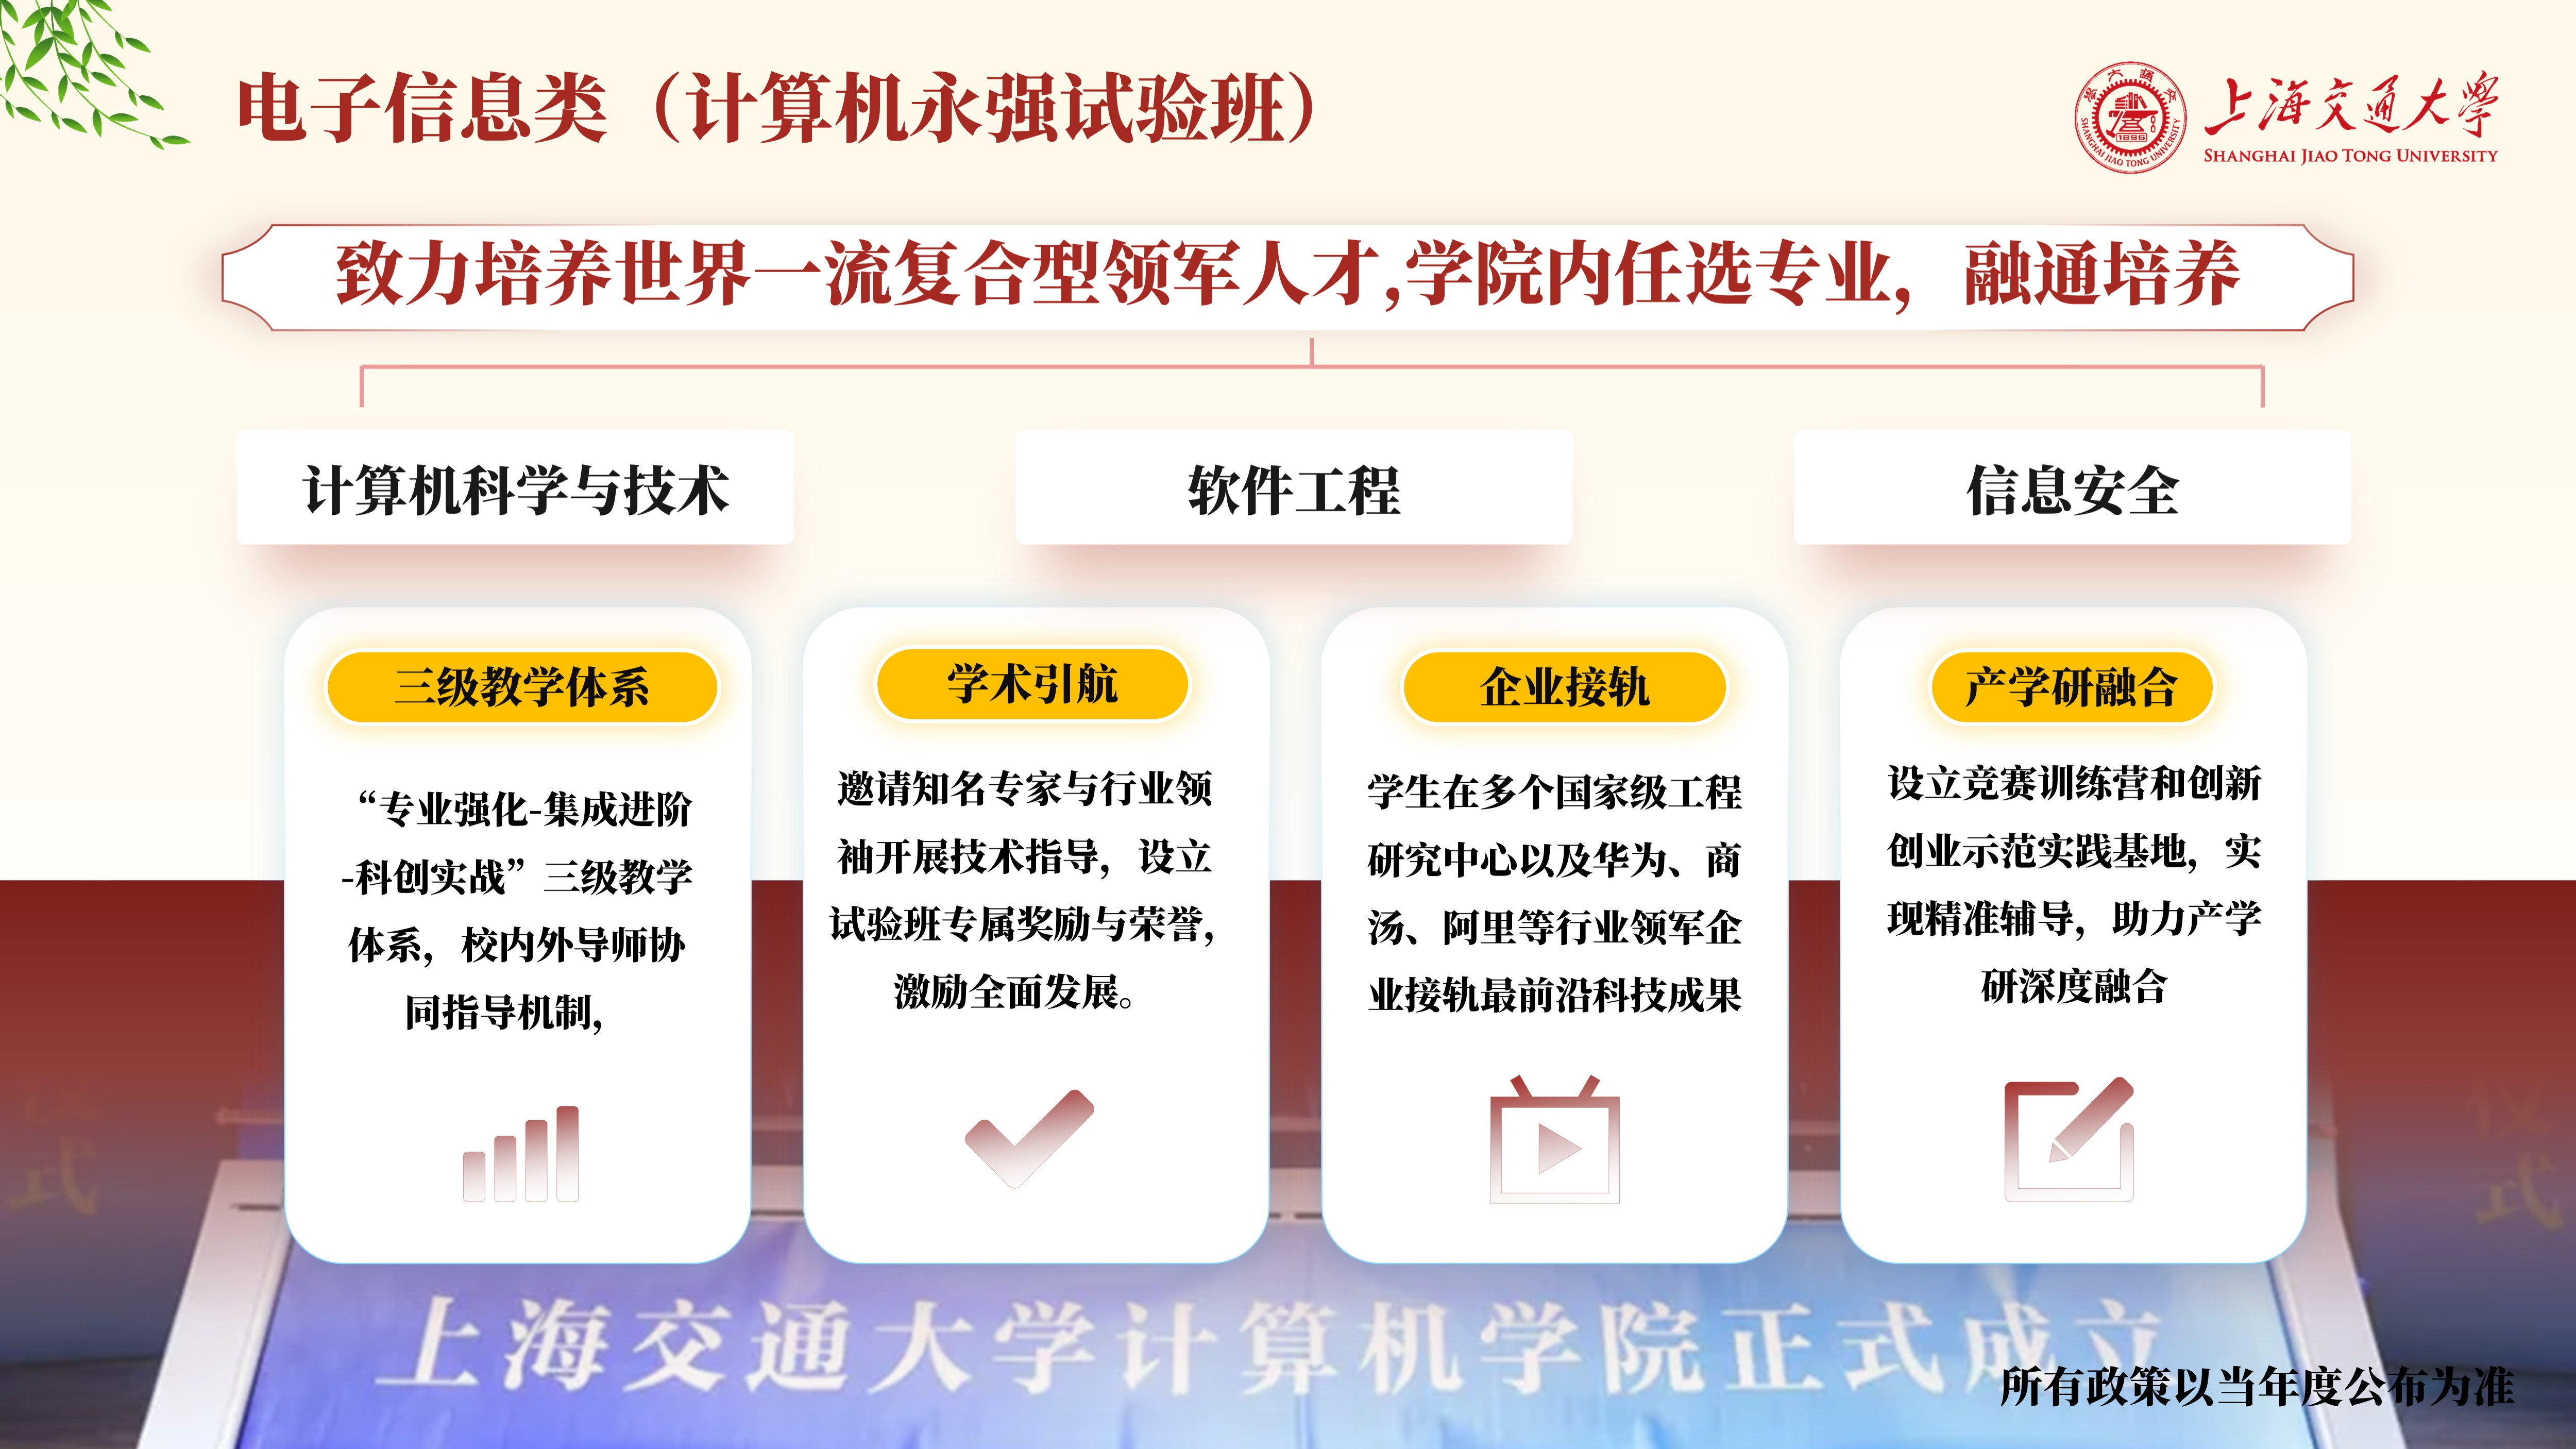 电子信息类（计算机永强试验班）
上海交通大学
SHANGHAI JIAO TONG UNIVERSITY
SHANGHAI JIAO TONG UNIVERSITY
1896
致力培养世界一流复合型领军人才,学院内任选专业，融通培养
计算机科学与技术
软件工程
信息安全
三级教学体系
“专业强化-集成进阶
-科创实战”三级教学
体系，校内外导师协
同指导机制，
学术引航
邀请知名专家与行业领
袖开展技术指导，设立
试验班专属奖励与荣誉，
激励全面发展。
企业接轨
学生在多个国家级工程
研究中心以及华为、商
汤、阿里等行业领军企
业接轨最前沿科技成果
产学研融合
设立竞赛训练营和创新
创业示范实践基地，实
现精准辅导，助力产学
研深度融合
上海交通大学计算机学院正式成立
所有政策以当年度公布为准